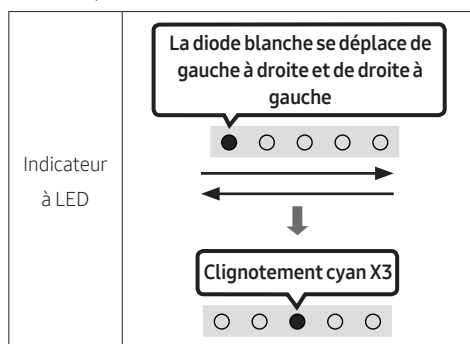 La diode blanche se déplace de
gauche à droite et de droite à
gauche
Indicateur
à LED
Clignotement cyan X3